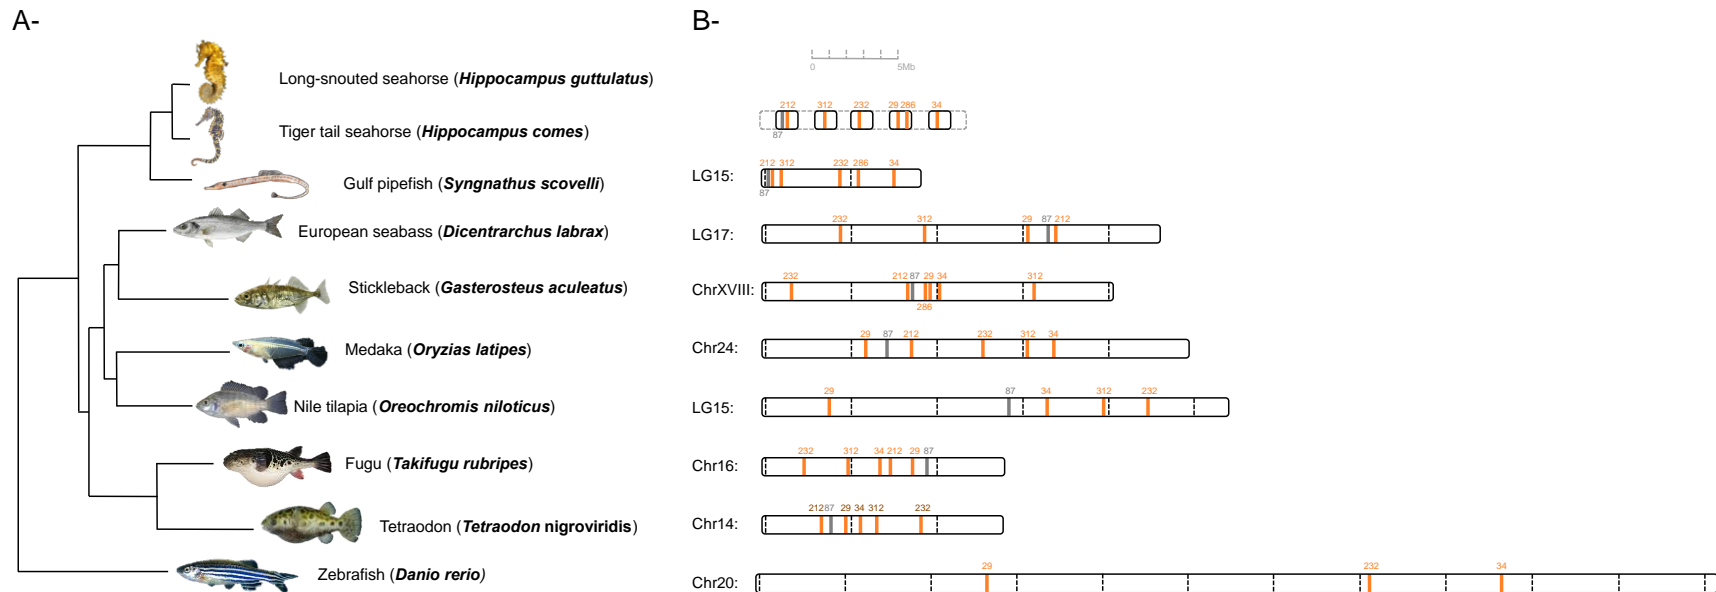 A-
B-
0 5Mb
Long-snouted seahorse (Hippocampus guttulatus)
212 312 232 29 286 34
87
Tiger tail seahorse (Hippocampus comes)
212 312 232 286 34
LG15:
87
Gulf pipefish (Syngnathus scovelli)
232 312 29 87 212
European seabass (Dicentrarchus labrax)
LG17:
232 212 87 29 34 312
Stickleback (Gasterosteus aculeatus)
ChrXVIII:
286
29 87 212 232 312 34
Medaka (Oryzias latipes)
Chr24:
29 87 34 312 232
Nile tilapia (Oreochromis niloticus)
LG15:
232 312 34 212 29 87
Fugu (Takifugu rubripes)
Chr16:
212 87 29 34 312 232
Tetraodon (Tetraodon nigroviridis)
Chr14:
29 232 34
Zebrafish (Danio rerio)
Chr20: